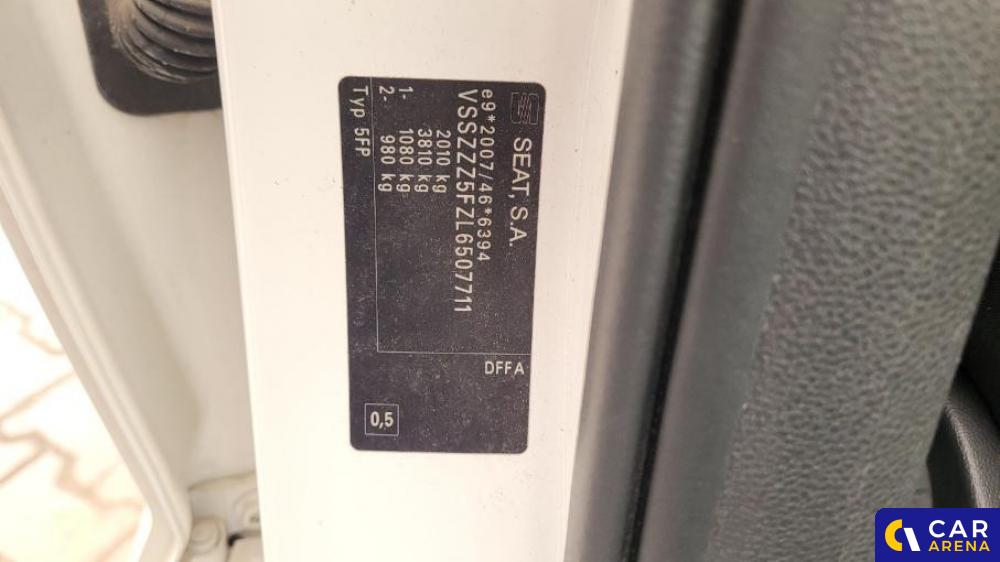 SEAT, S.A.
e9*2007/46*6394
VSSZZZ5FZL6507711
2010 kg
3810 kg
1- 1080 kg
2- 980 kg
Typ 5FP
DFFA
0,5
CAR
ARENA